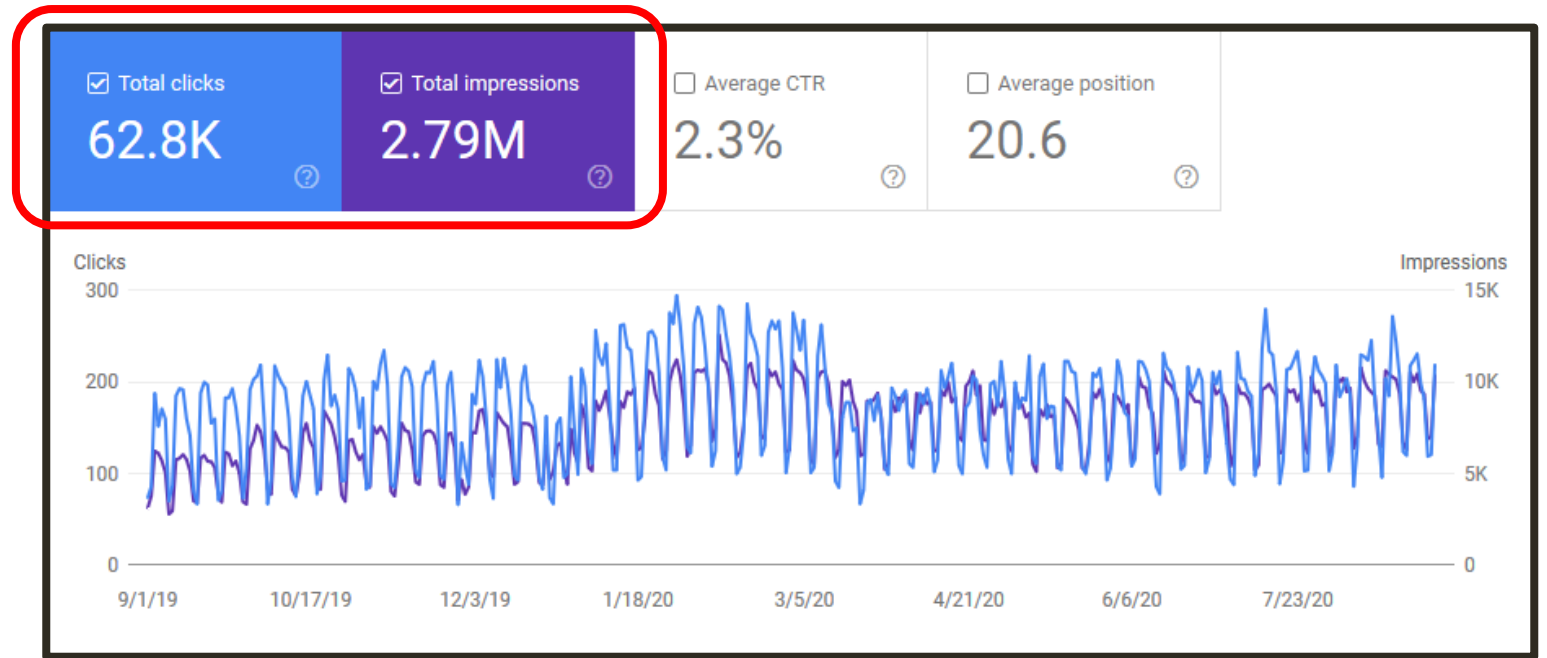 Total clicks
62.8K
Total impressions
2.79M
Average CTR
2.3%
Average position
20.6
Clicks
Impressions
300
15K
200
10K
100
5K
0
0
9/1/19
10/17/19
12/3/19
1/18/20
3/5/20
4/21/20
6/6/20
7/23/20